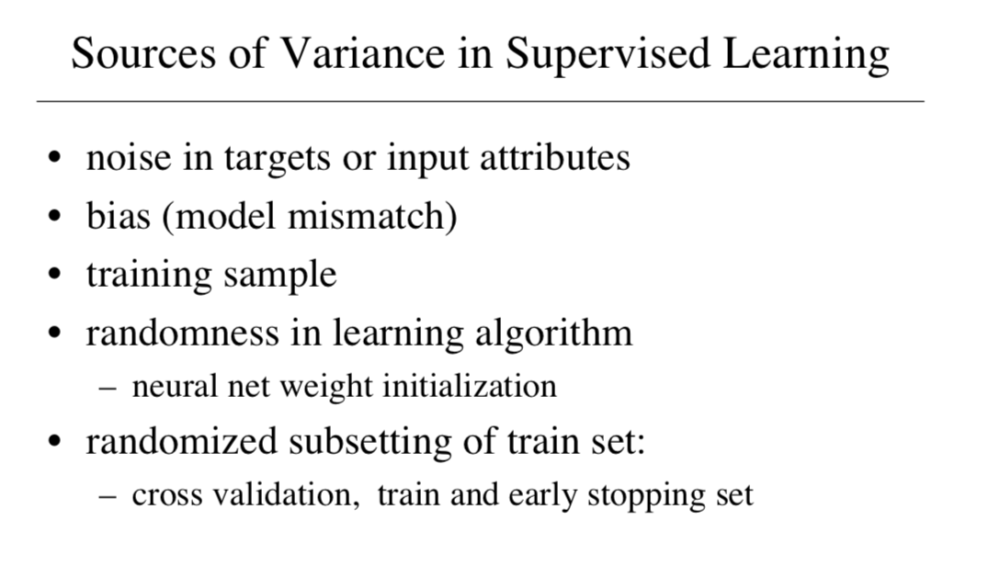 Sources of Variance in Supervised Learning
• noise in targets or input attributes
• bias (model mismatch)
• training sample
• randomness in learning algorithm
– neural net weight initialization
• randomized subsetting of train set:
– cross validation, train and early stopping set